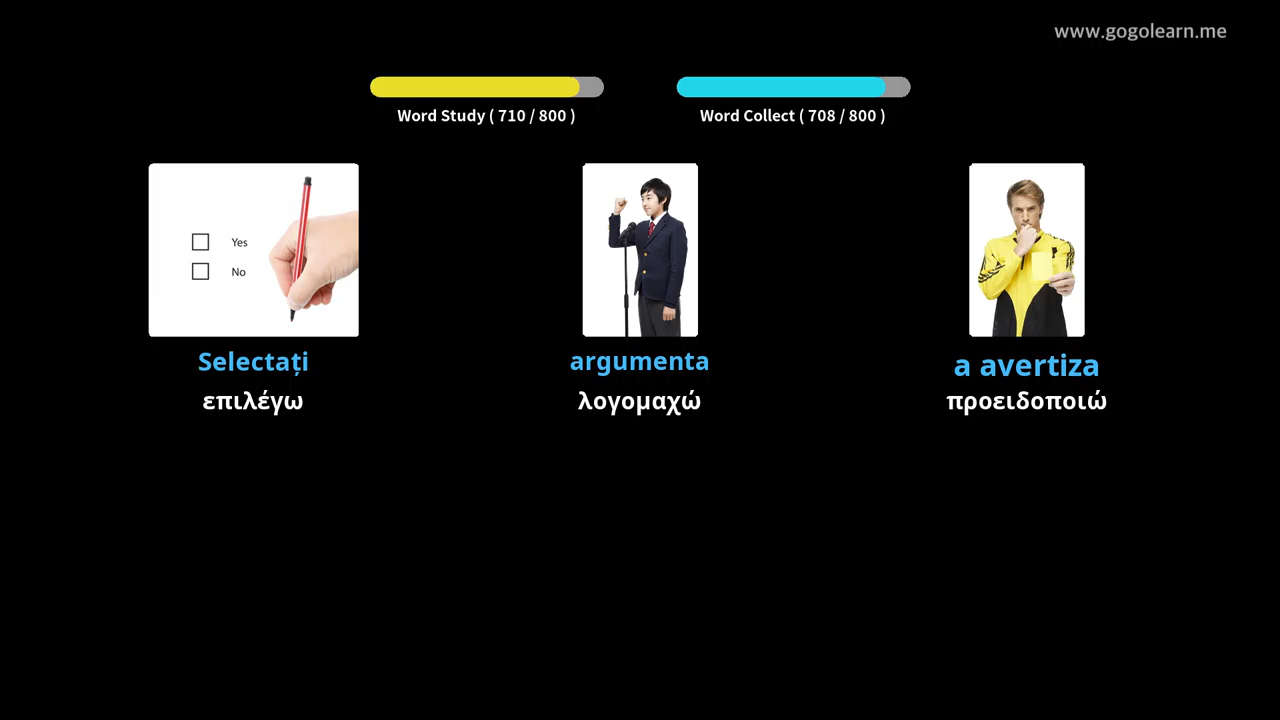 www.gogolearn.me
Word Study ( 710 / 800 )
Word Collect ( 708 / 800 )
Yes
No
Selectați
argumenta
a avertiza
επιλέγω
λογομαχώ
προειδοποιώ